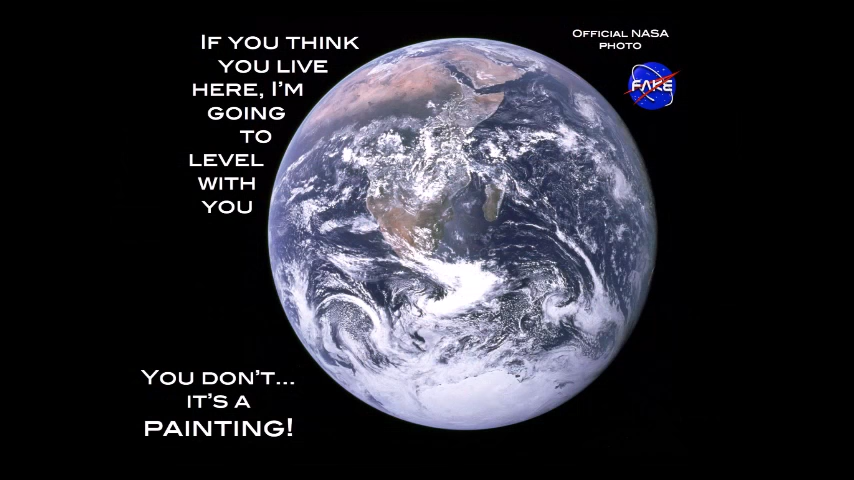 If you think
you live
here, I'm
going
to
level
with
you
Official NASA
photo
FAKE
You don't...
it's a
painting!